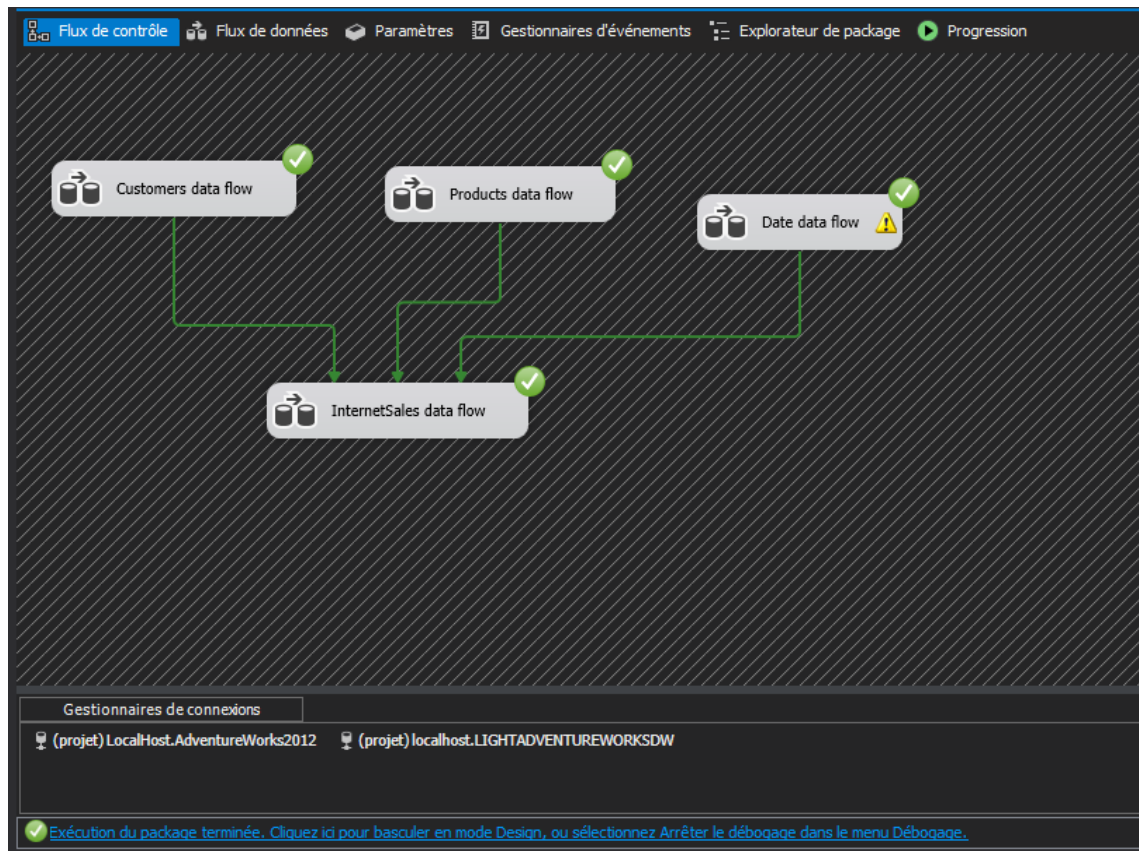 Flux de contrôle Flux de données Paramètres Gestionnaires d'événements Explorateur de package Progression
Customers data flow
Products data flow
Date data flow
InternetSales data flow
Gestionnaires de connexions
(projet) LocalHost.AdventureWorks2012 (projet) localhost.LIGHTADVENTUREWORKSDW
Exécution du package terminée. Cliquez ici pour basculer en mode Design, ou sélectionnez Arrêter le débogage dans le menu Débogage.